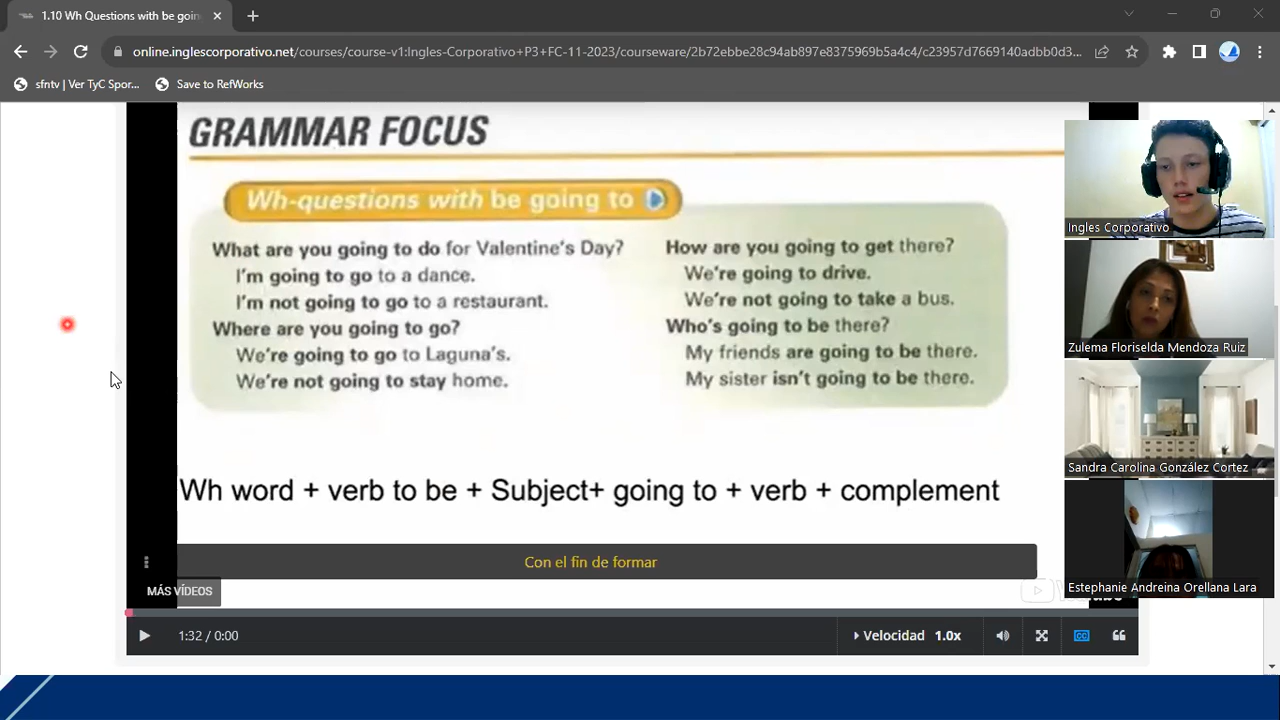 1.10 Wh Questions with be goin
online.inglescorporativo.net/courses/course-v1:Ingles-Corporativo+P3+FC-11-2023/courseware/2b72ebbe28c94ab897e8375969b5a4c4/c23957d7669140adbb0d3...
sfntv | Ver TyC Spor...
Save to RefWorks
GRAMMAR FOCUS
Wh-questions with be going to
What are you going to do for Valentine's Day?
I'm going to go to a dance.
I'm not going to go to a restaurant.
Where are you going to go?
We're going to go to Laguna's.
We're not going to stay home.
How are you going to get there?
We're going to drive.
We're not going to take a bus.
Who's going to be there?
My friends are going to be there.
My sister isn't going to be there.
Wh word + verb to be + Subject+ going to + verb + complement
Con el fin de formar
MÁS VÍDEOS
1:32 / 0:00
Velocidad 1.0x
CC
Ingles Corporativo
Zulema Floriselda Mendoza Ruiz
Sandra Carolina González Cortez
Estephanie Andreina Orellana Lara